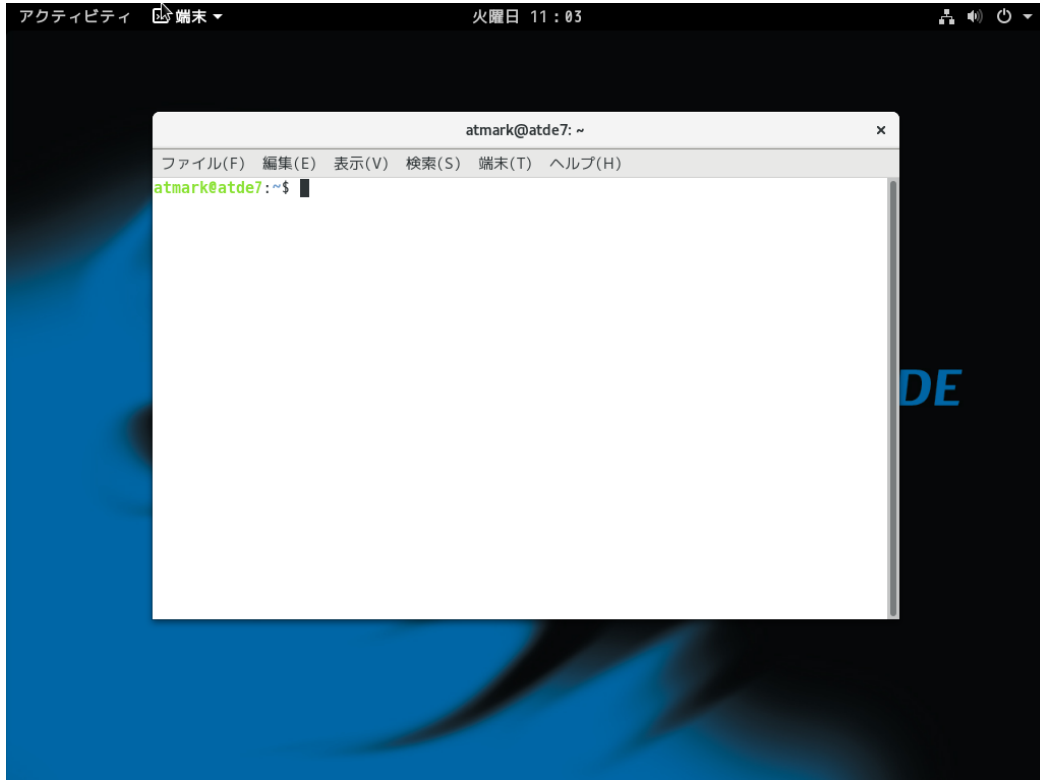 アクティビティ 端末 火曜日 11:03
atmark@atde7: ~ ×
ファイル(F) 編集(E) 表示(V) 検索(S) 端末(T) ヘルプ(H)
atmark@atde7:~$
DE